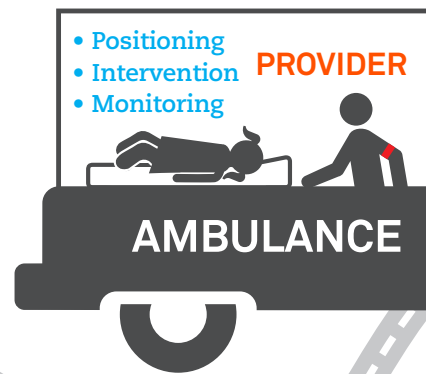 • Positioning
• Intervention
• Monitoring
PROVIDER
AMBULANCE